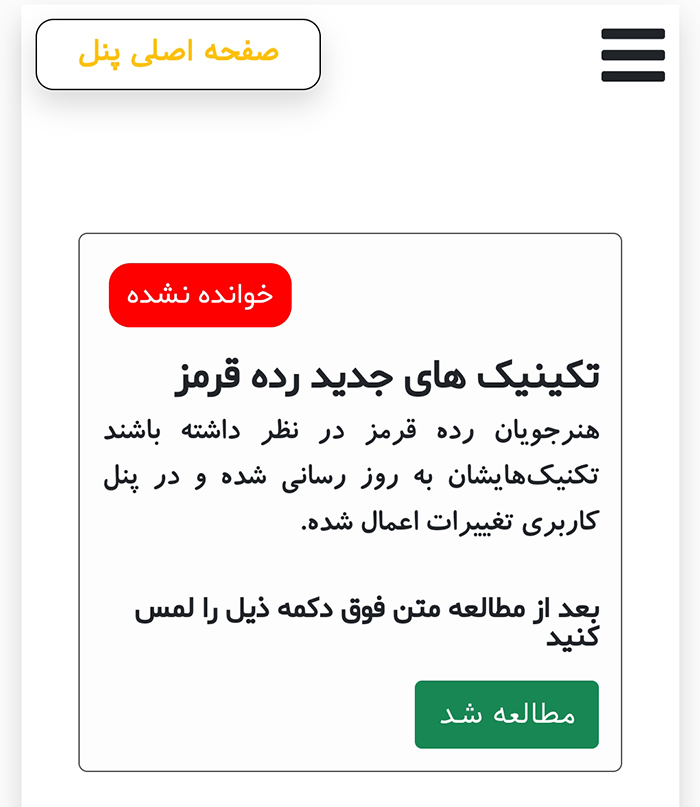 صفحه اصلی پنل
خوانده نشده
تکینیک های جدید رده قرمز
هنرجویان رده قرمز در نظر داشته باشند
تکنیک‌هایشان به روز رسانی شده و در پنل
کاربری تغییرات اعمال شده.
بعد از مطالعه متن فوق دکمه ذیل را لمس
کنید
مطالعه شد